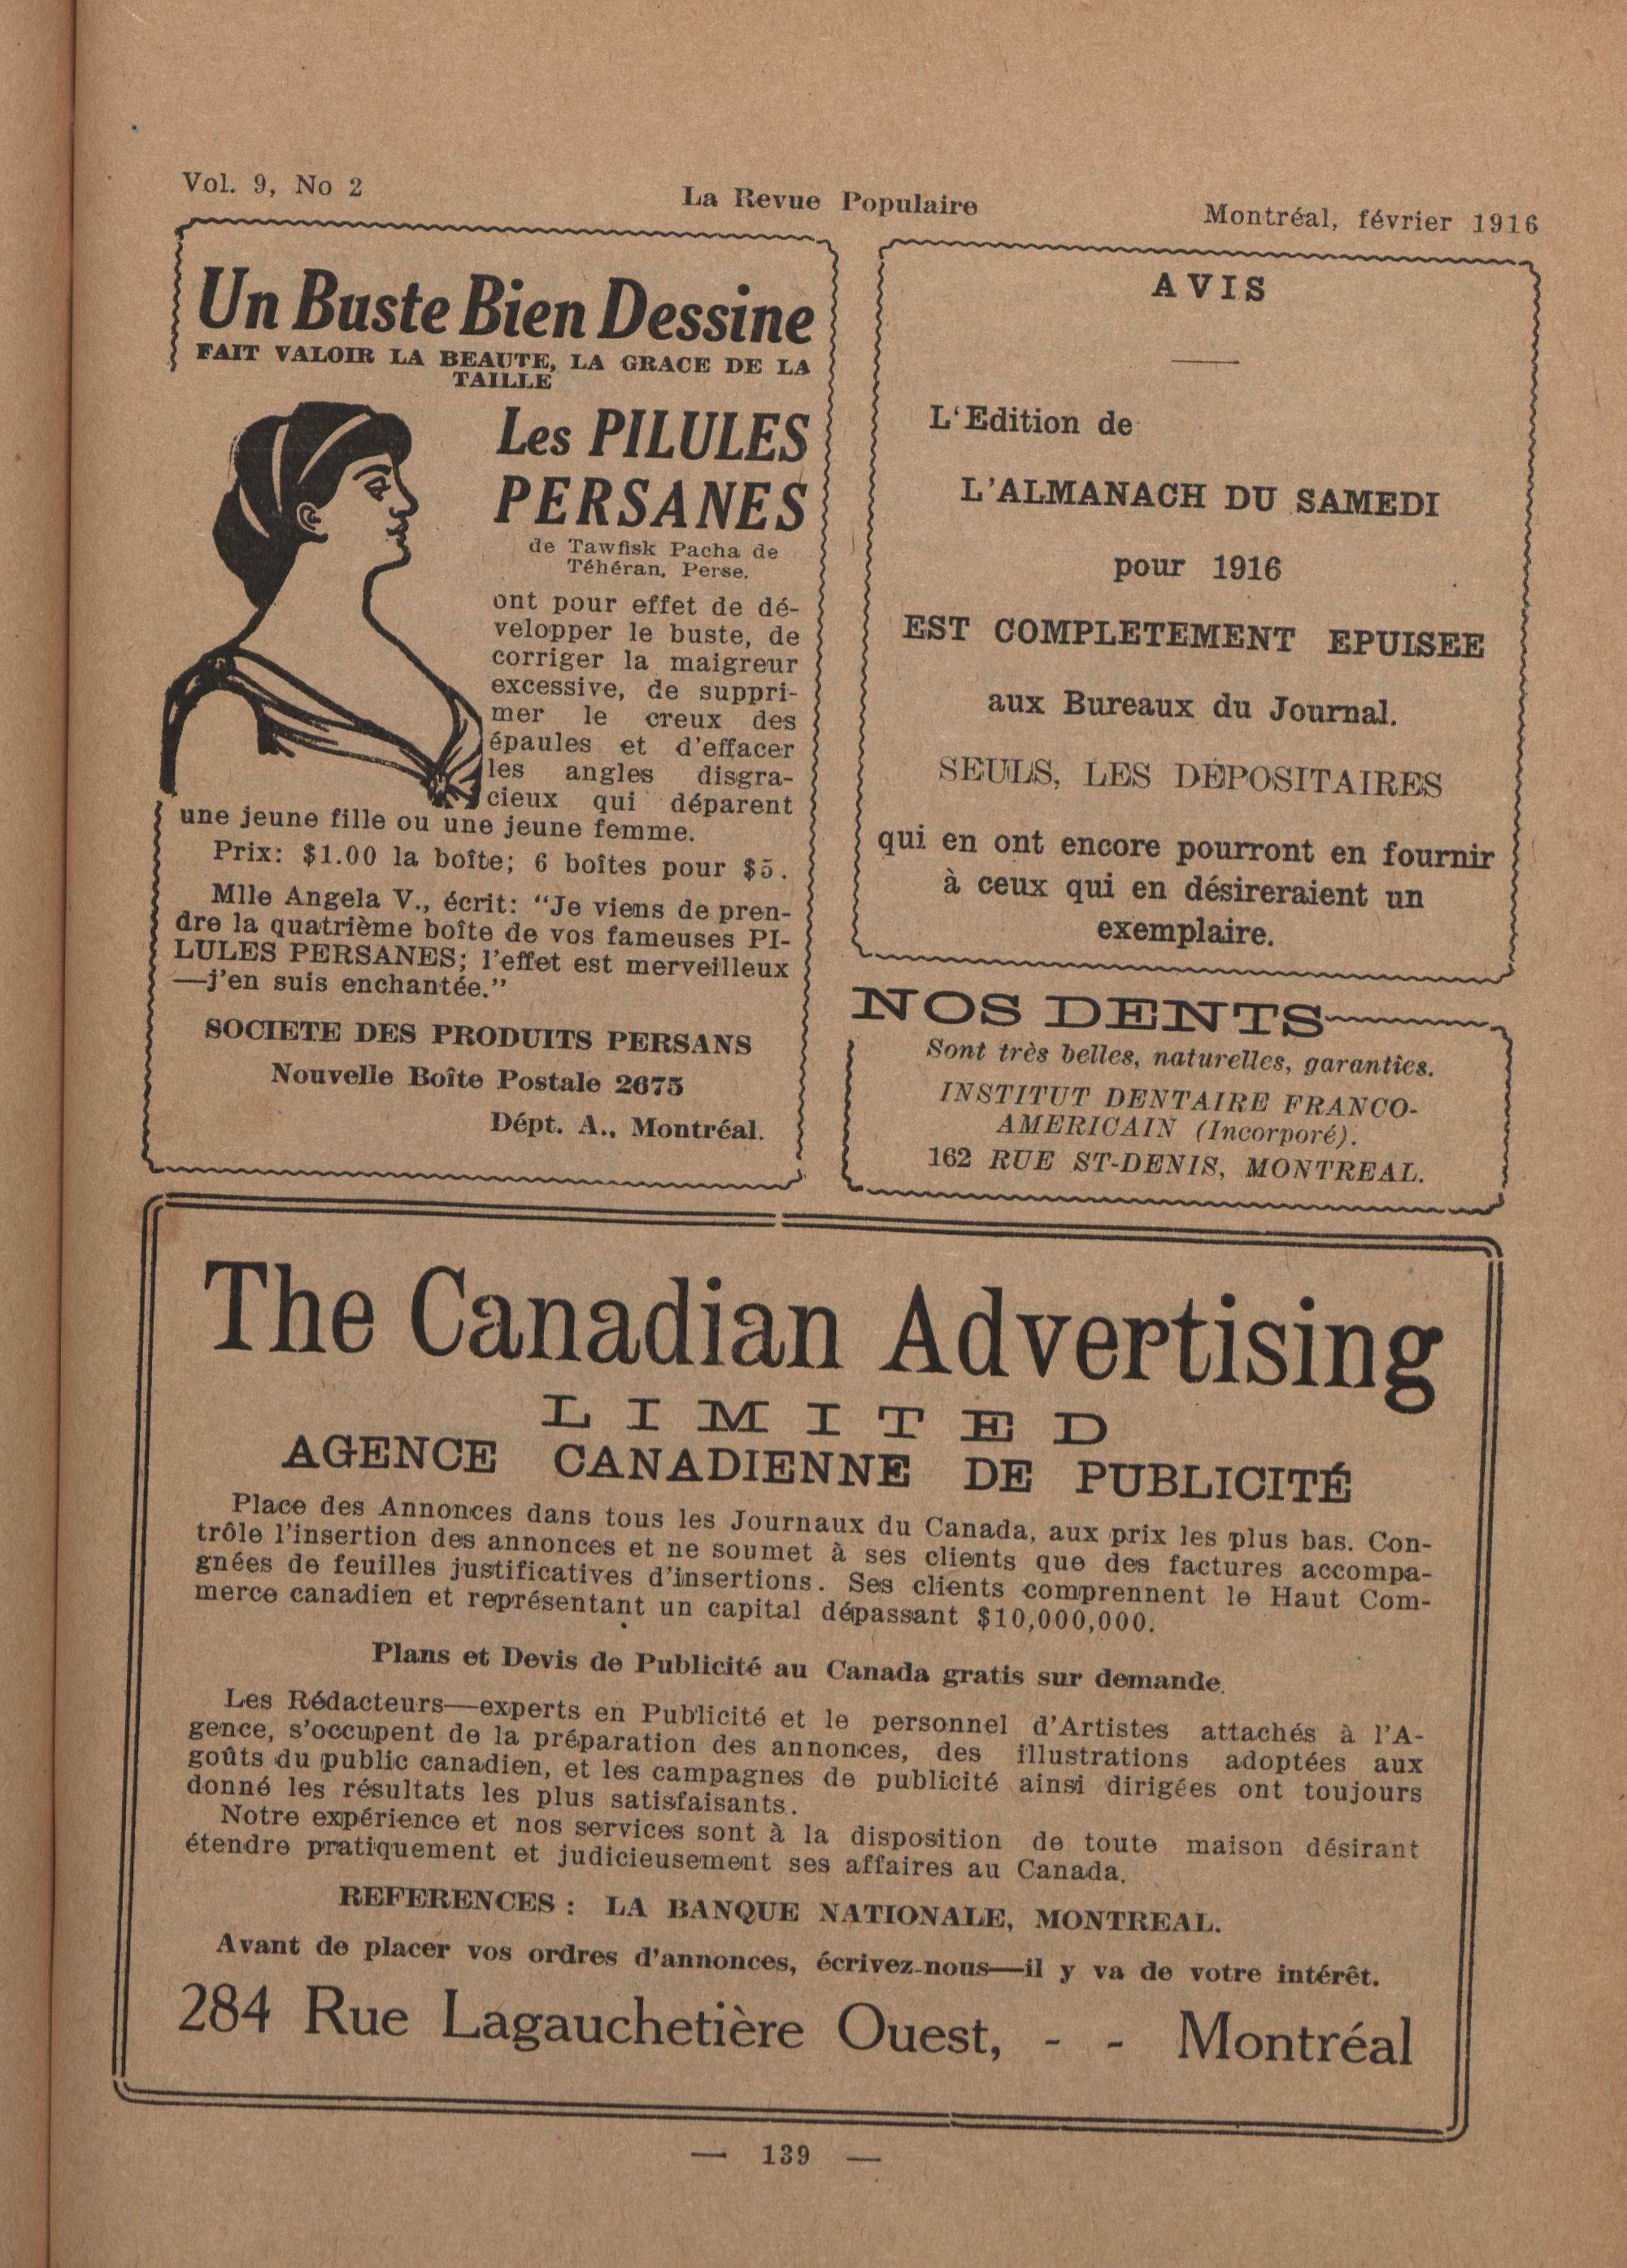 Vol. 9, No 2
La Revue Populaire
Montréal, février 1916
Un Buste Bien Dessine
FAIT VALOIR LA BEAUTE, LA GRACE DE LA
TAILLE
Les PILULES
PERSANES
de Tawfisk Pacha de
Téhéran, Perse.
ont pour effet de dé-
velopper le buste, de
corriger la maigreur
excessive, de suppri-
mer le creux des
épaules et d'effacer
les angles disgra-
cieux qui déparent
une jeune fille ou une jeune femme.
Prix: $1.00 la boîte; 6 boîtes pour $5.
Mlle Angela V., écrit: "Je viens de pren-
dre la quatrième boîte de vos fameuses PI-
LULES PERSANES; l'effet est merveilleux
—j'en suis enchantée."
SOCIETE DES PRODUITS PERSANS
Nouvelle Boîte Postale 2675
Dépt. A., Montréal.
AVIS
L'Edition de
L'ALMANACH DU SAMEDI
pour 1916
EST COMPLETEMENT EPUISEE
aux Bureaux du Journal.
SEULS, LES DÉPOSITAIRES
qui en ont encore pourront en fournir
à ceux qui en désireraient un
exemplaire.
NOS DENTS
Sont très belles, naturelles, garanties.
INSTITUT DENTAIRE FRANCO-
AMERICAIN (Incorporé).
162 RUE ST-DENIS, MONTREAL.
The Canadian Advertising
LIMITED
AGENCE CANADIENNE DE PUBLICITÉ
Place des Annonces dans tous les Journaux du Canada, aux prix les plus bas. Con-
trôle l'insertion des annonces et ne soumet à ses clients que des factures accompa-
gnées de feuilles justificatives d'insertions. Ses clients comprennent le Haut Com-
merce canadien et représentant un capital dépassant $10,000,000.
Plans et Devis de Publicité au Canada gratis sur demande.
Les Rédacteurs—experts en Publicité et le personnel d'Artistes attachés à l'A-
gence, s'occupent de la préparation des annonces, des illustrations adoptées aux
goûts du public canadien, et les campagnes de publicité ainsi dirigées ont toujours
donné les résultats les plus satisfaisants.
Notre expérience et nos services sont à la disposition de toute maison désirant
étendre pratiquement et judicieusement ses affaires au Canada.
REFERENCES: LA BANQUE NATIONALE, MONTREAL.
Avant de placer vos ordres d'annonces, écrivez-nous—il y va de votre intérêt.
284 Rue Lagauchetière Ouest, - - Montréal
— 139 —